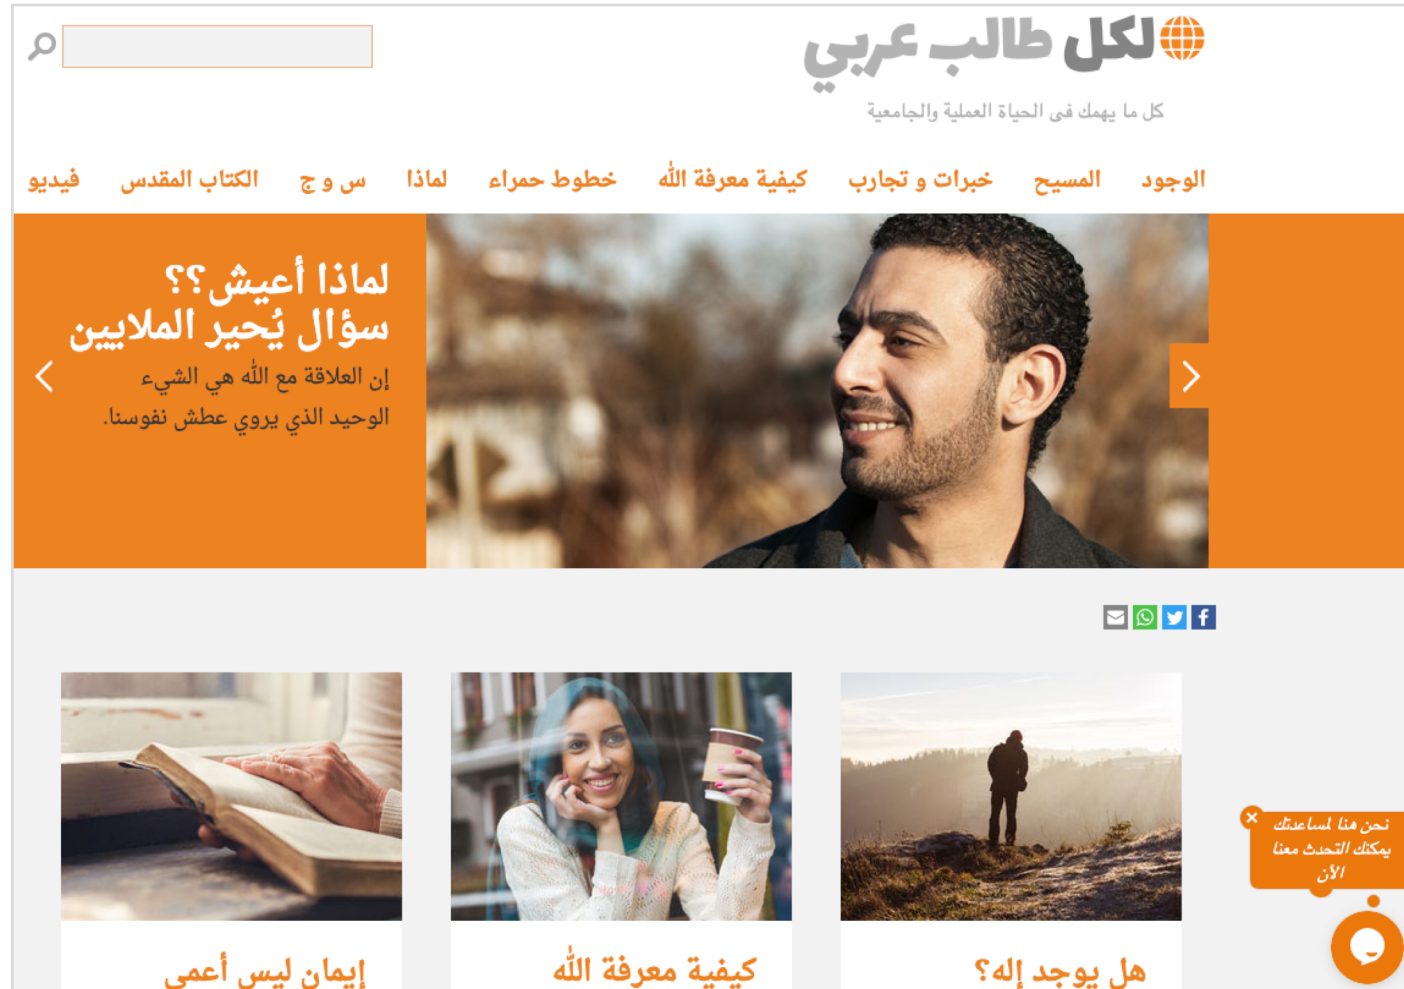 لكل طالب عربي
كل ما يهمك فى الحياة العملية والجامعية
الوجود
المسيح
خبرات و تجارب
كيفية معرفة الله
خطوط حمراء
لماذا
س و ج
الكتاب المقدس
فيديو
لماذا أعيش؟؟
سؤال يُحير الملايين
إن العلاقة مع الله هي الشيء
الوحيد الذي يروي عطش نفوسنا.
هل يوجد إله؟
كيفية معرفة الله
إيمان ليس أعمى
نحن هنا لمساعدتك
يمكنك التحدث معنا
الأن